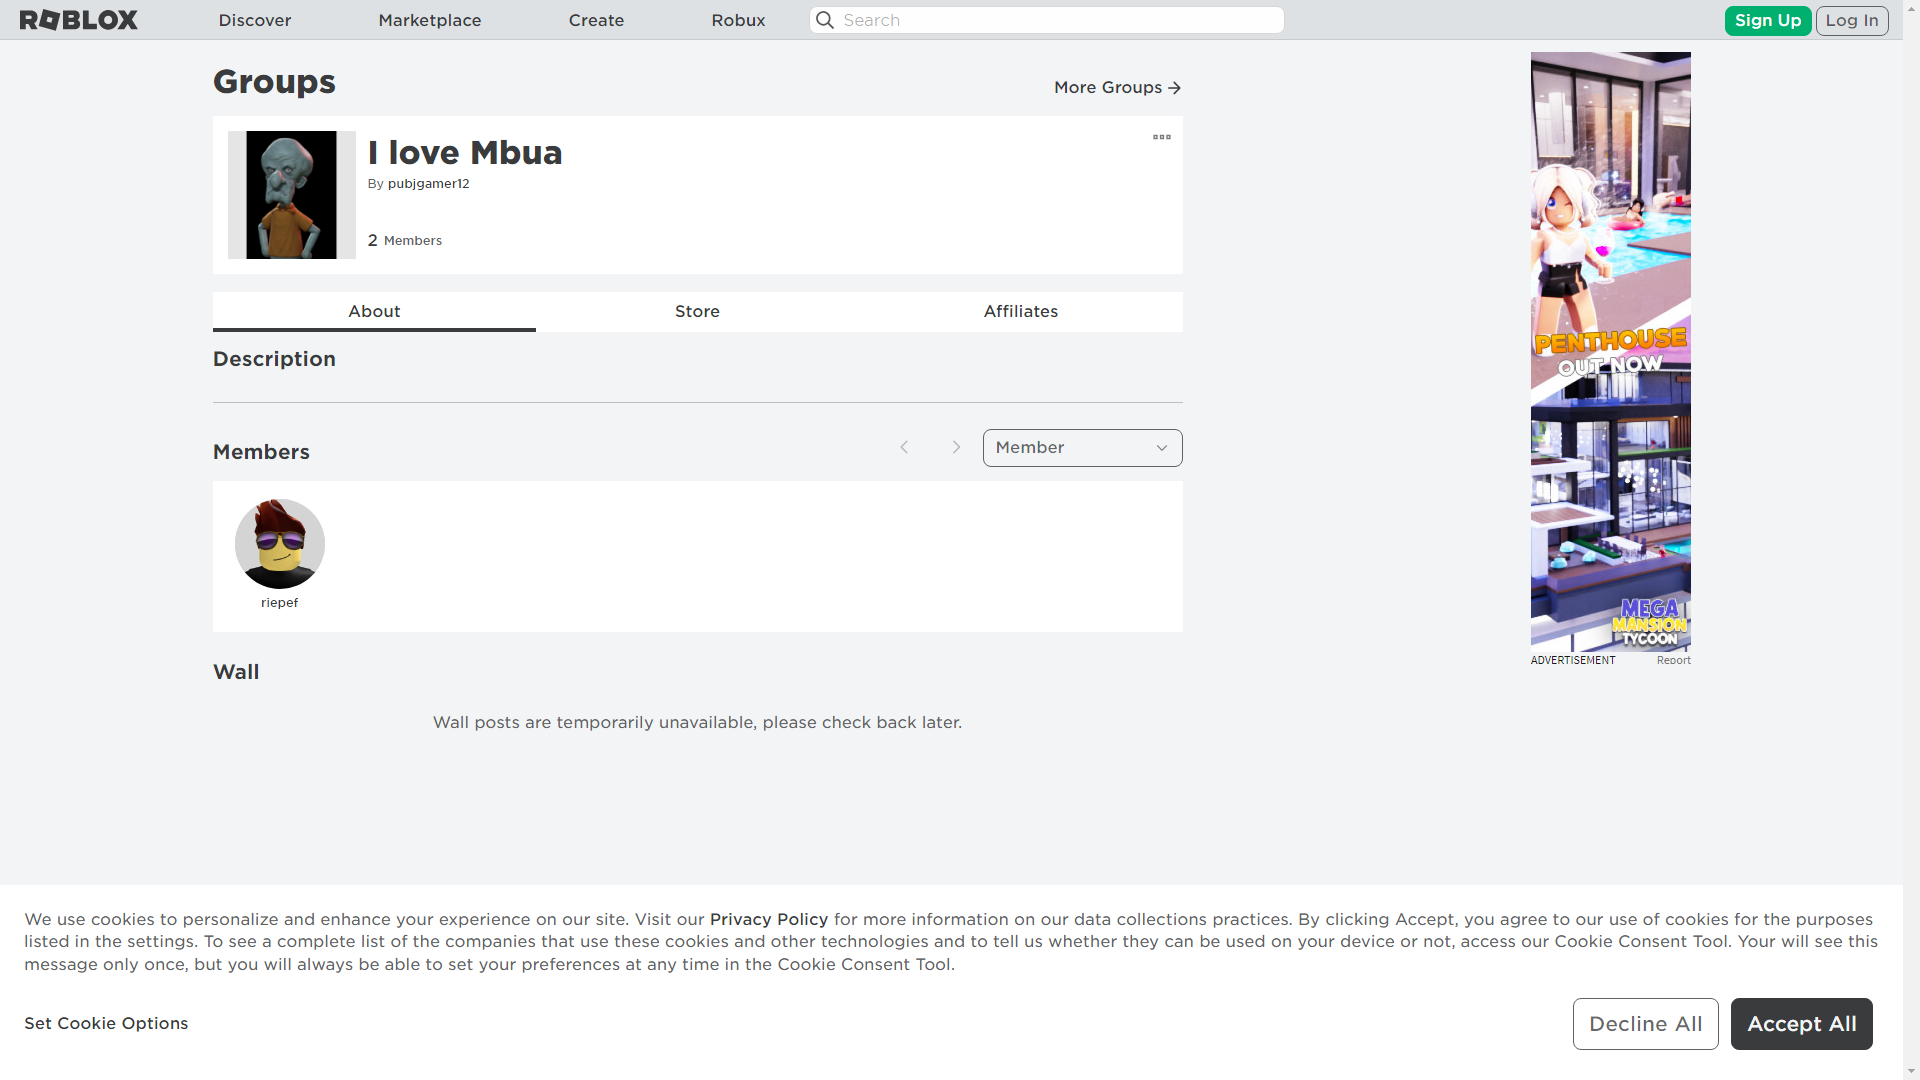 ROBLOX
Discover
Marketplace
Create
Robux
Search
Sign Up
Log In
Groups
More Groups
I love Mbua
By pubjgamer12
2 Members
About
Store
Affiliates
Description
Members
Member
riepef
Wall
Wall posts are temporarily unavailable, please check back later.
PENTHOUSE
OUT NOW
MEGA
MANSION
TYCOON
ADVERTISEMENT
Report
We use cookies to personalize and enhance your experience on our site. Visit our Privacy Policy for more information on our data collections practices. By clicking Accept, you agree to our use of cookies for the purposes
listed in the settings. To see a complete list of the companies that use these cookies and other technologies and to tell us whether they can be used on your device or not, access our Cookie Consent Tool. Your will see this
message only once, but you will always be able to set your preferences at any time in the Cookie Consent Tool.
Set Cookie Options
Decline All
Accept All